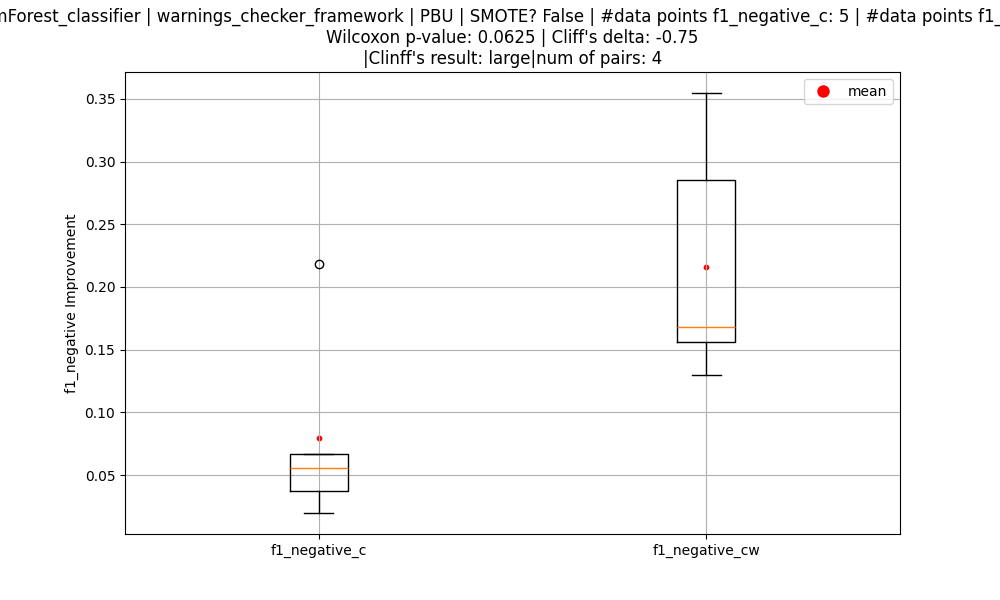 mForest_classifier | warnings_checker_framework | PBU | SMOTE? False | #data points f1_negative_c: 5 | #data points f1_
Wilcoxon p-value: 0.0625 | Cliff's delta: -0.75
|Clinff's result: large|num of pairs: 4
mean
0.35
0.30
0.25
0.20
0.15
0.10
0.05
f1_negative Improvement
f1_negative_c
f1_negative_cw